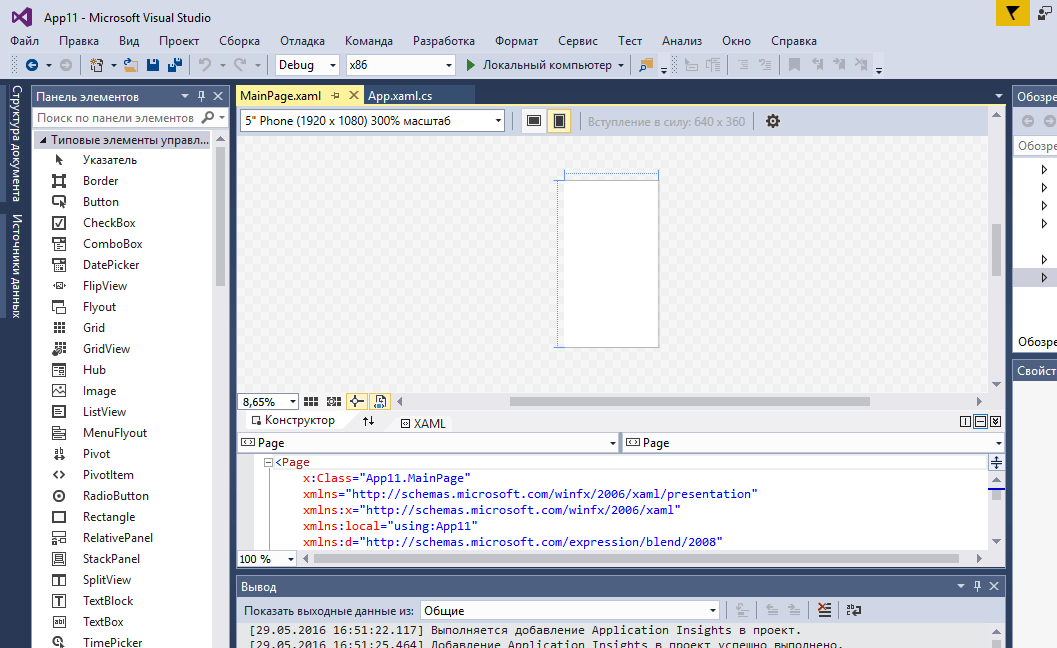 App11 - Microsoft Visual Studio
Файл Правка Вид Проект Сборка Отладка Команда Разработка Формат Сервис Тест Анализ Окно Справка
Debug x86 Локальный компьютер
Структура документа
Источники данных
Панель элементов
Поиск по панели элементов
Типовые элементы управл...
Указатель
Border
Button
CheckBox
ComboBox
DatePicker
FlipView
Flyout
Grid
GridView
Hub
Image
ListView
MenuFlyout
Pivot
PivotItem
RadioButton
Rectangle
RelativePanel
StackPanel
SplitView
TextBlock
TextBox
TimePicker
MainPage.xaml App.xaml.cs
5" Phone (1920 x 1080) 300% масштаб Вступление в силу: 640 x 360
8,65%
Конструктор XAML
Page Page
<Page
x:Class="App11.MainPage"
xmlns="http://schemas.microsoft.com/winfx/2006/xaml/presentation"
xmlns:x="http://schemas.microsoft.com/winfx/2006/xaml"
xmlns:local="using:App11"
xmlns:d="http://schemas.microsoft.com/expression/blend/2008"
100 %
Вывод
Показать выходные данные из: Общие
[29.05.2016 16:51:22.117] Выполняется добавление Application Insights в проект.
[29.05.2016 16:51:25.464] Добавление Application Insights в проект успешно выполнено.
Обозре
Обозре
Обозре
Свойст